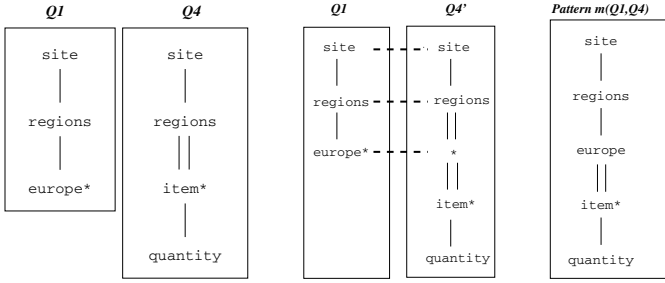 Q1 Q4 Q1 Q4' Pattern m(Q1,Q4)
site site site site site
regions regions regions regions regions
europe* item* europe* * europe
quantity item* item*
quantity quantity